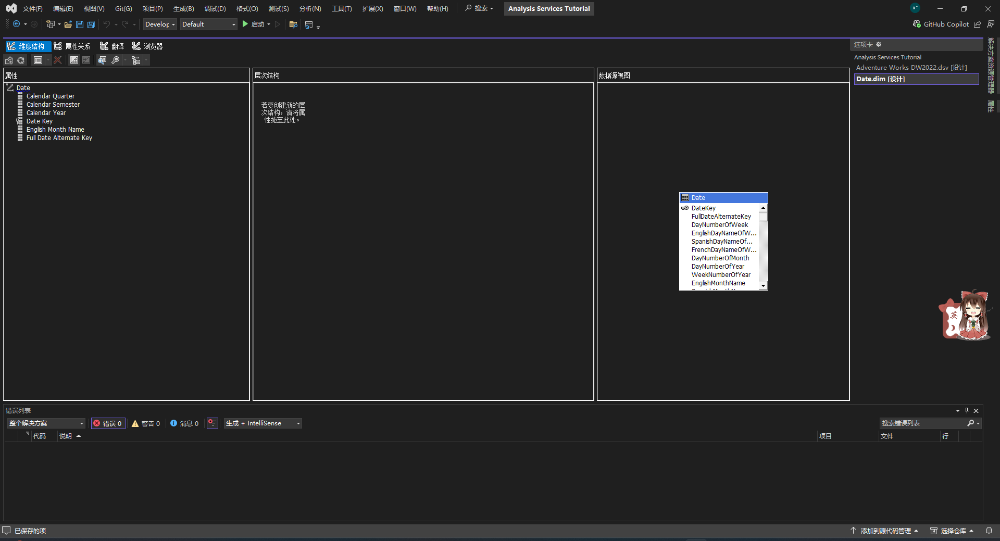 文件(F) 编辑(E) 视图(V) Git(G) 项目(P) 生成(B) 调试(D) 格式(O) 测试(S) 分析(N) 工具(T) 扩展(X) 窗口(W) 帮助(H) 搜索 Analysis Services Tutorial
Develop Default 启动 GitHub Copilot
维度结构 属性关系 翻译 浏览器
选项卡
Analysis Services Tutorial
Adventure Works DW2022.dsv [设计]
Date.dim [设计]
解决方案资源管理器
属性
属性
Date
Calendar Quarter
Calendar Semester
Calendar Year
Date Key
English Month Name
Full Date Alternate Key
层次结构
若要创建新的层
次结构，请将属
性拖至此处。
数据源视图
Date
DateKey
FullDateAlternateKey
DayNumberOfWeek
EnglishDayNameOfW...
SpanishDayNameOf...
FrenchDayNameOfW...
DayNumberOfMonth
DayNumberOfYear
WeekNumberOfYear
EnglishMonthName
英
错误列表
整个解决方案 错误 0 警告 0 消息 0 生成 + IntelliSense 搜索错误列表
代码 说明 项目 文件 行
已保存的项 添加到源代码管理 选择仓库